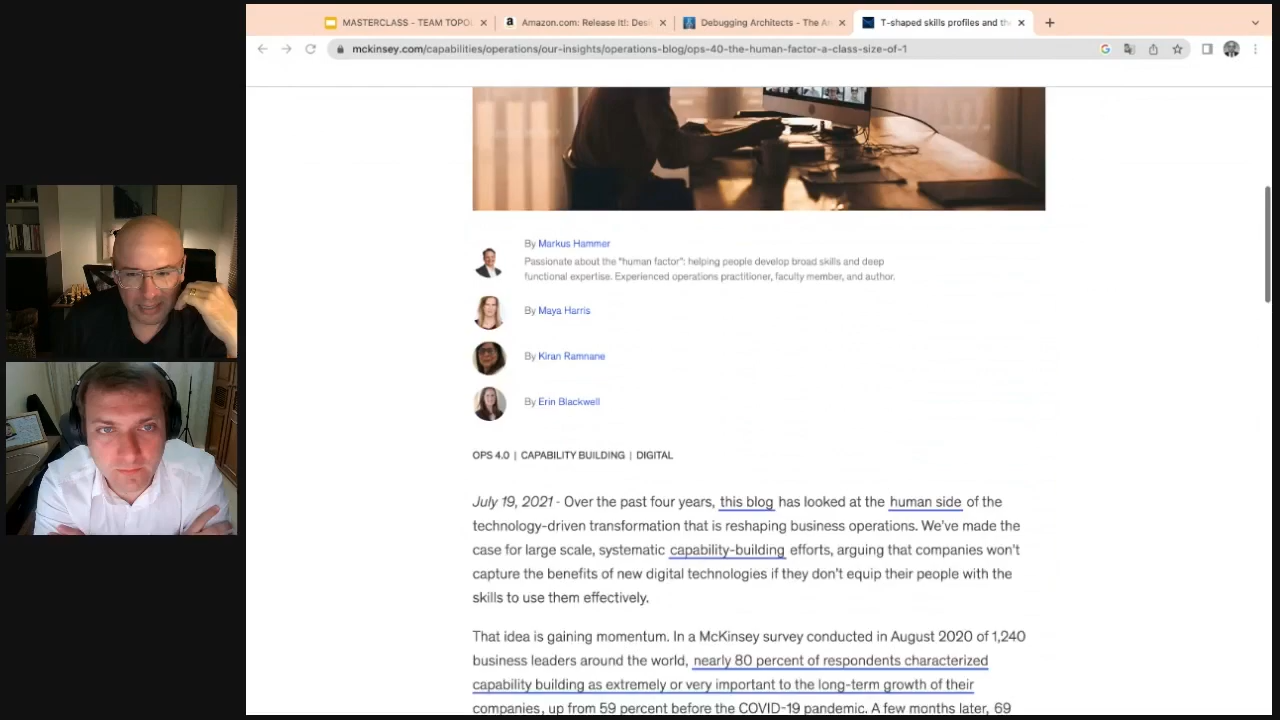 MASTERCLASS - TEAM TOPOL
Amazon.com: Release It!: Desi
Debugging Architects - The Ar
T-shaped skills profiles and the
mckinsey.com/capabilities/operations/our-insights/operations-blog/ops-40-the-human-factor-a-class-size-of-1
By Markus Hammer
Passionate about the "human factor": helping people develop broad skills and deep
functional expertise. Experienced operations practitioner, faculty member, and author.
By Maya Harris
By Kiran Ramnane
By Erin Blackwell
OPS 4.0 | CAPABILITY BUILDING | DIGITAL
July 19, 2021 - Over the past four years, this blog has looked at the human side of the
technology-driven transformation that is reshaping business operations. We've made the
case for large scale, systematic capability-building efforts, arguing that companies won't
capture the benefits of new digital technologies if they don't equip their people with the
skills to use them effectively.
That idea is gaining momentum. In a McKinsey survey conducted in August 2020 of 1,240
business leaders around the world, nearly 80 percent of respondents characterized
capability building as extremely or very important to the long-term growth of their
companies, up from 59 percent before the COVID-19 pandemic. A few months later, 69